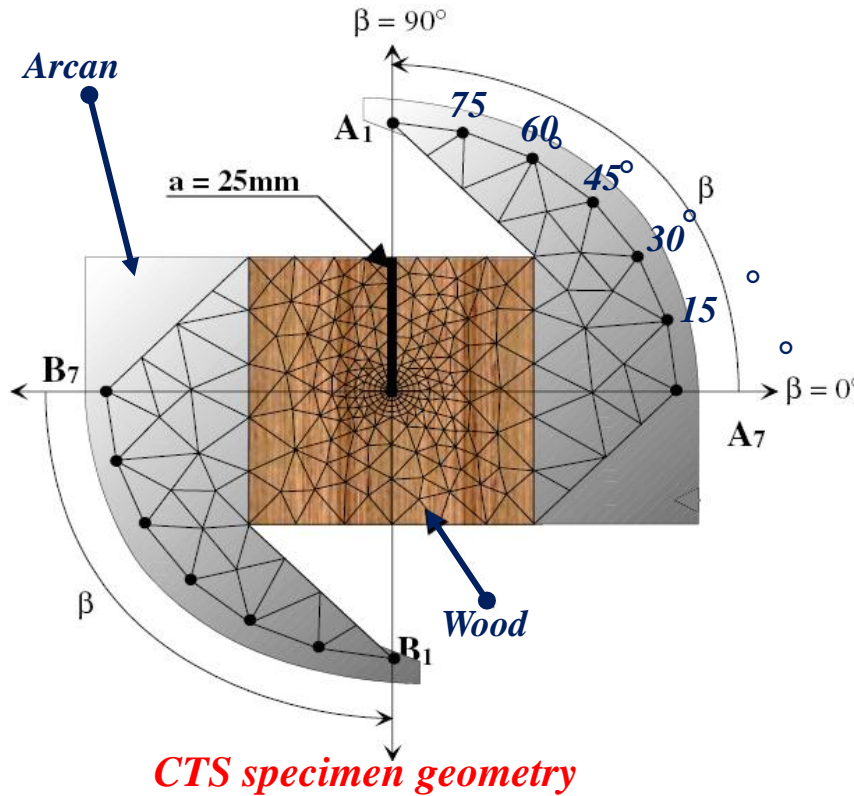 β = 90°
Arcan
75
A1
60°
45°
a = 25mm
β
30°
15
B7
β = 0°
A7
β
Wood
B1
CTS specimen geometry